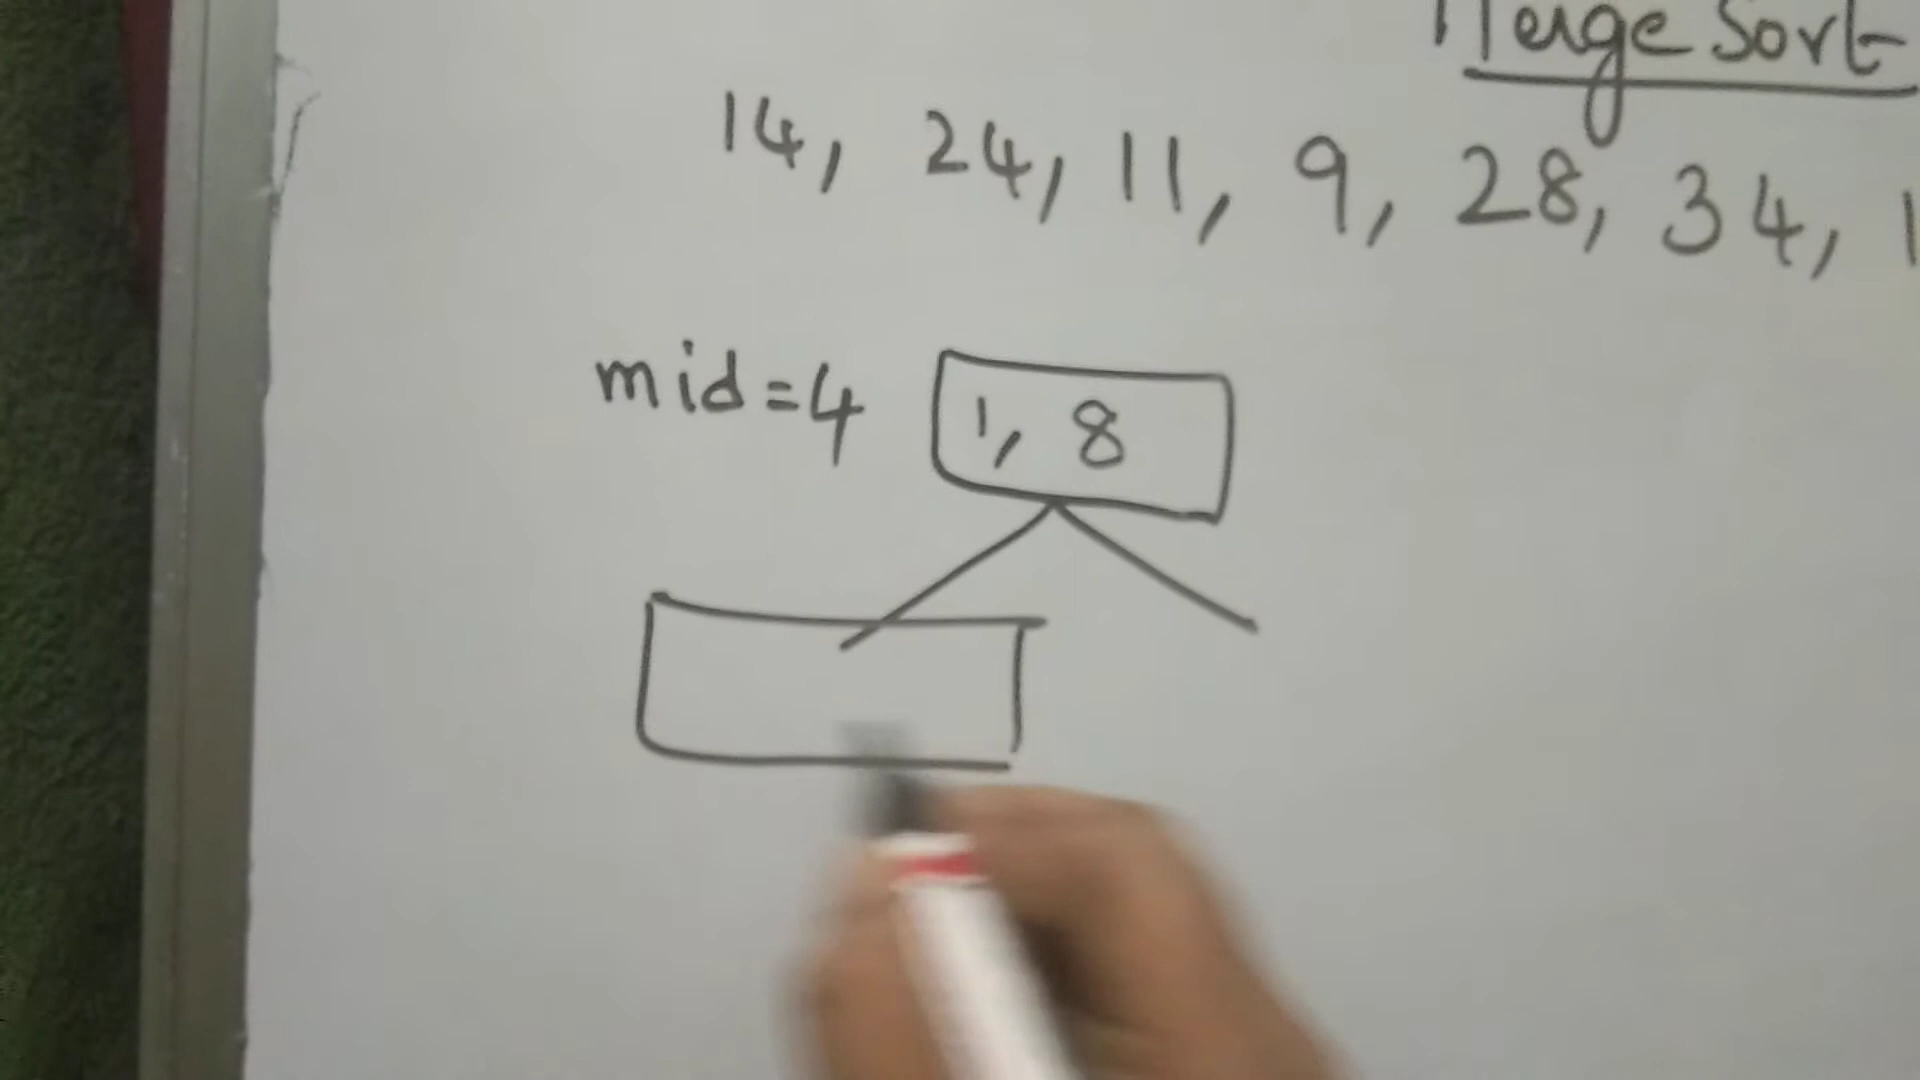 Merge Sort
14, 24, 11, 9, 28, 34, 1
mid=4 1, 8